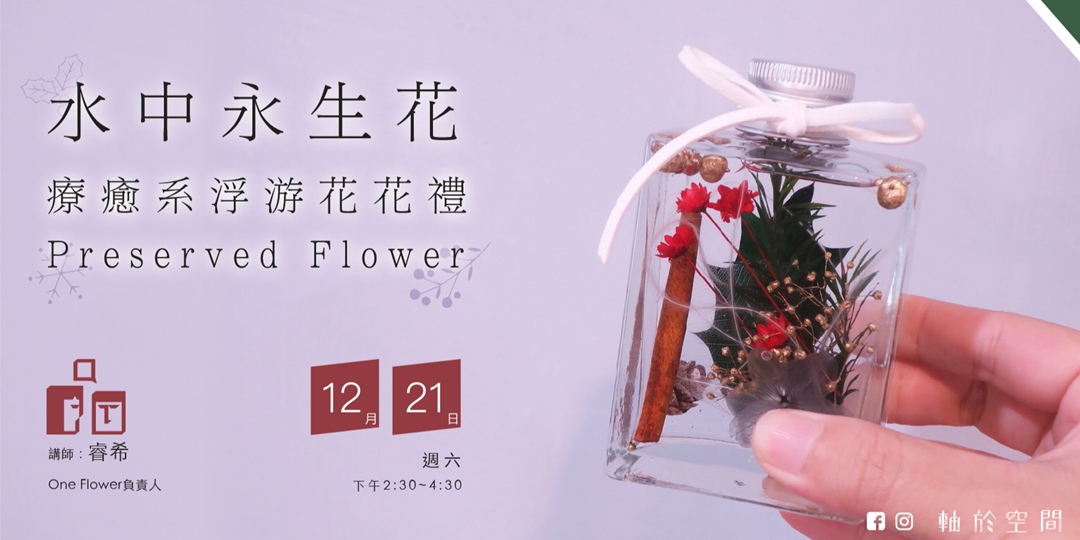 水中永生花
療癒系浮游花花禮
Preserved Flower
講師：睿希
One Flower負責人
12月
21日
週六
下午2:30~4:30
軸於空間